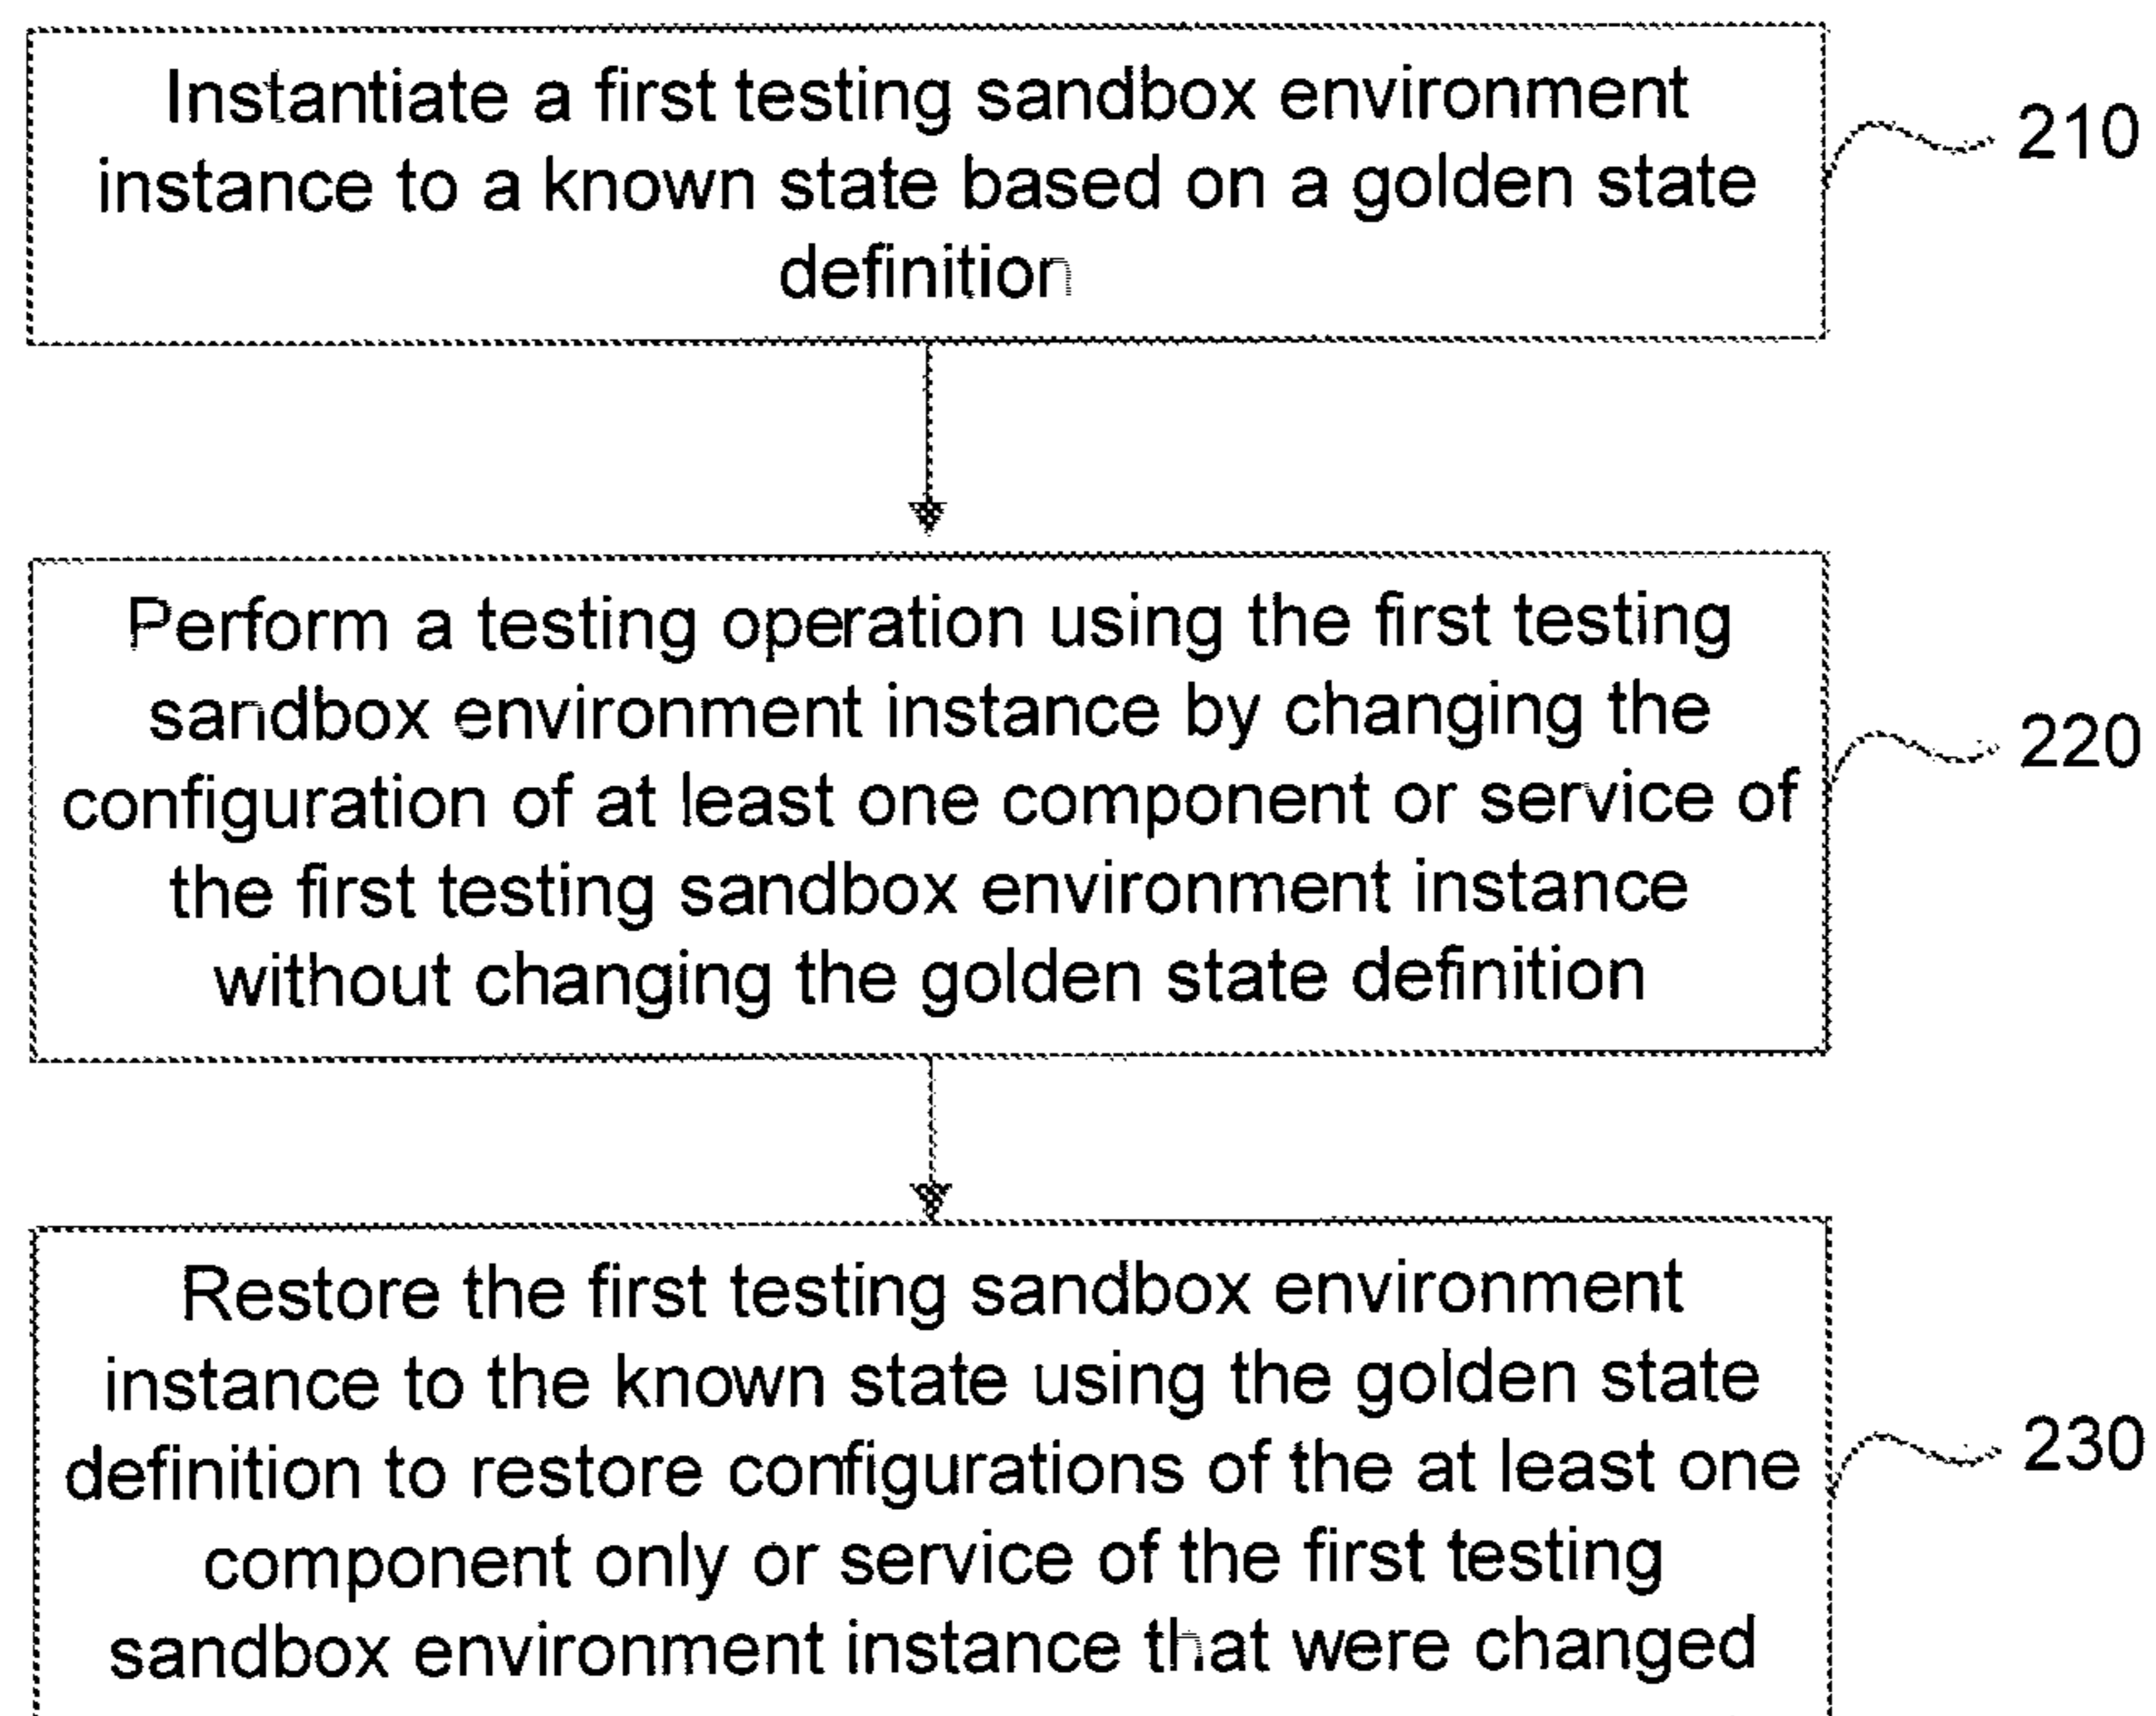 Instantiate a first testing sandbox environment
instance to a known state based on a golden state
definition
210
Perform a testing operation using the first testing
sandbox environment instance by changing the
configuration of at least one component or service of
the first testing sandbox environment instance
without changing the golden state definition
220
Restore the first testing sandbox environment
instance to the known state using the golden state
definition to restore configurations of the at least one
component only or service of the first testing
sandbox environment instance that were changed
230